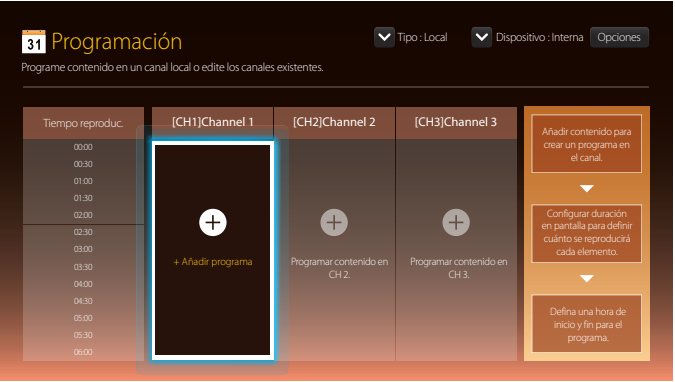 31 Programación
Tipo : Local
Dispositivo : Interna
Opciones
Programe contenido en un canal local o edite los canales existentes.
Tiempo reproduc.
[CH1]Channel 1
[CH2]Channel 2
[CH3]Channel 3
00:00
00:30
01:00
01:30
02:00
02:30
03:00
03:30
04:00
04:30
05:00
05:30
06:00
+ Añadir programa
Programar contenido en
CH 2.
Programar contenido en
CH 3.
Añadir contenido para
crear un programa en
el canal.
Configurar duración
en pantalla para definir
cuánto se reproducirá
cada elemento.
Defina una hora de
inicio y fin para el
programa.